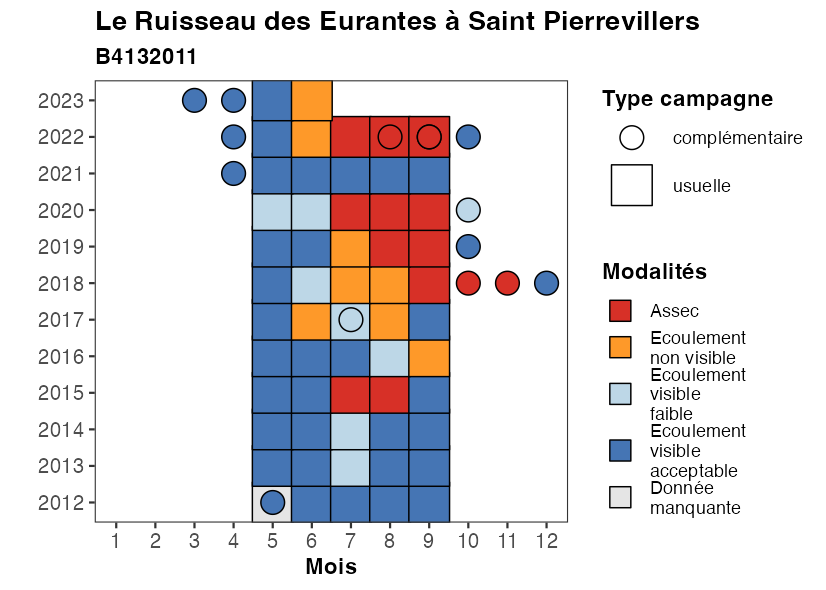 Le Ruisseau des Eurantes à Saint Pierrevillers
B4132011
2023
2022
2021
2020
2019
2018
2017
2016
2015
2014
2013
2012
1 2 3 4 5 6 7 8 9 10 11 12
Mois
Type campagne
complémentaire
usuelle
Modalités
Assec
Ecoulement
non visible
Ecoulement
visible
faible
Ecoulement
visible
acceptable
Donnée
manquante